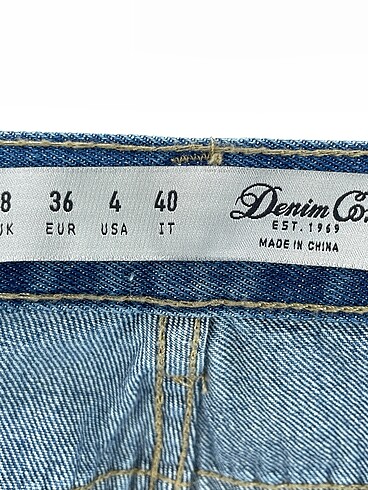 8 36 4 40 Denim Co.
UK EUR USA IT EST. 1969
MADE IN CHINA